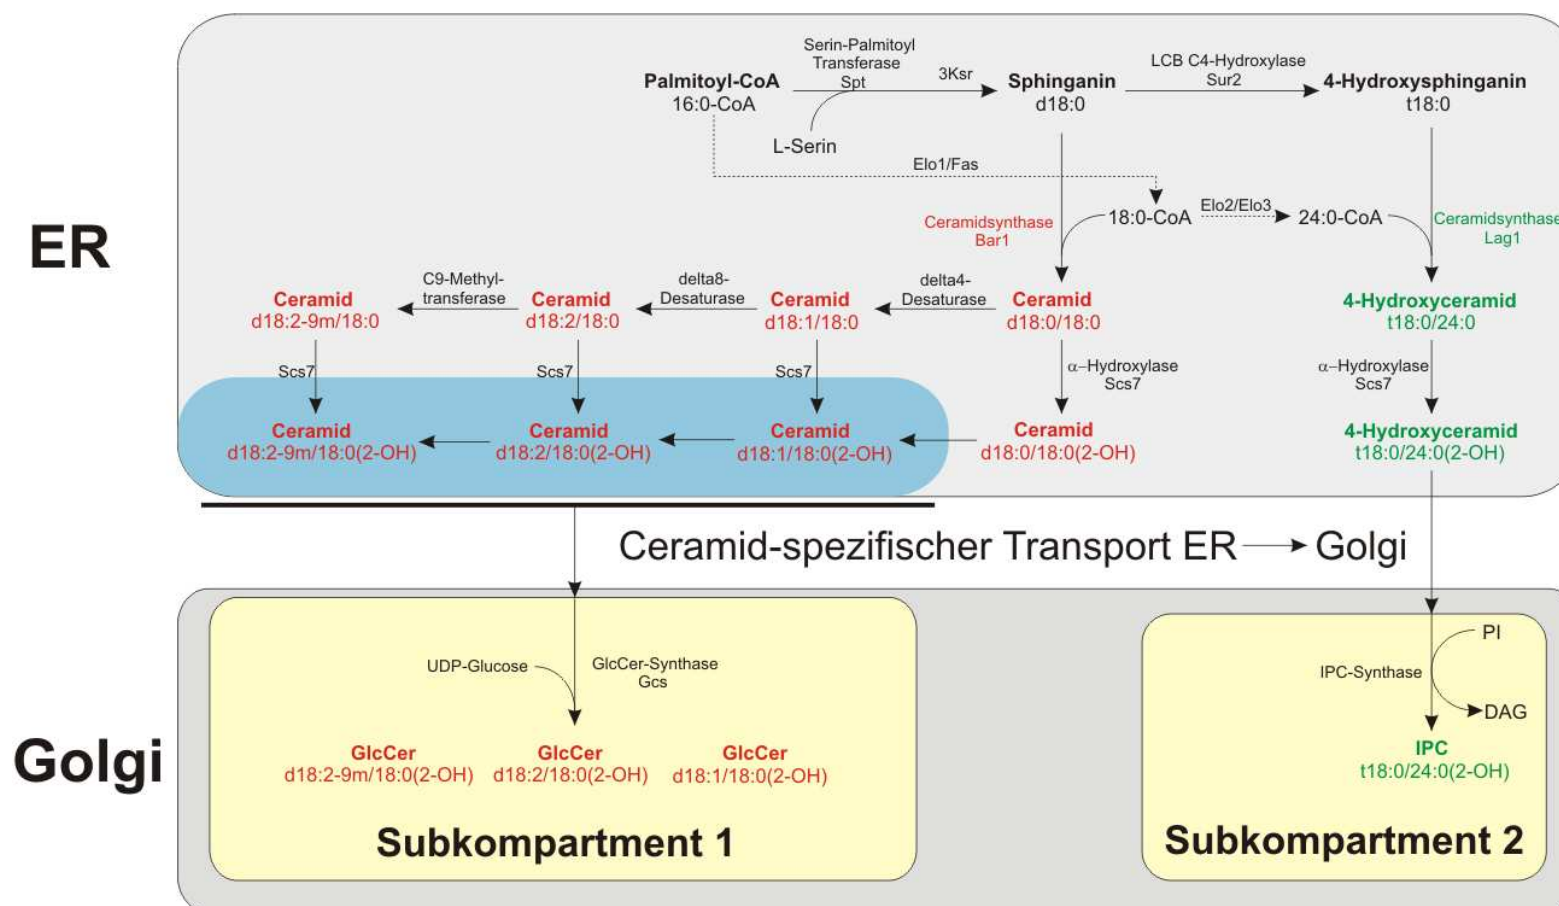 Serin-Palmitoyl
Transferase
Spt
3Ksr
LCB C4-Hydroxylase
Sur2
Palmitoyl-CoA
16:0-CoA
Sphinganin
d18:0
4-Hydroxysphinganin
t18:0
L-Serin
Elo1/Fas
ER
Ceramidsynthase
Bar1
18:0-CoA
Elo2/Elo3
24:0-CoA
Ceramidsynthase
Lag1
C9-Methyl-
transferase
delta8-
Desaturase
delta4-
Desaturase
Ceramid
d18:2-9m/18:0
Ceramid
d18:2/18:0
Ceramid
d18:1/18:0
Ceramid
d18:0/18:0
4-Hydroxyceramid
t18:0/24:0
Scs7
Scs7
Scs7
α–Hydroxylase
Scs7
α–Hydroxylase
Scs7
Ceramid
d18:2-9m/18:0(2-OH)
Ceramid
d18:2/18:0(2-OH)
Ceramid
d18:1/18:0(2-OH)
Ceramid
d18:0/18:0(2-OH)
4-Hydroxyceramid
t18:0/24:0(2-OH)
Ceramid-spezifischer Transport ER → Golgi
Golgi
UDP-Glucose
GlcCer-Synthase
Gcs
PI
IPC-Synthase
DAG
GlcCer
d18:2-9m/18:0(2-OH)
GlcCer
d18:2/18:0(2-OH)
GlcCer
d18:1/18:0(2-OH)
IPC
t18:0/24:0(2-OH)
Subkompartment 1
Subkompartment 2